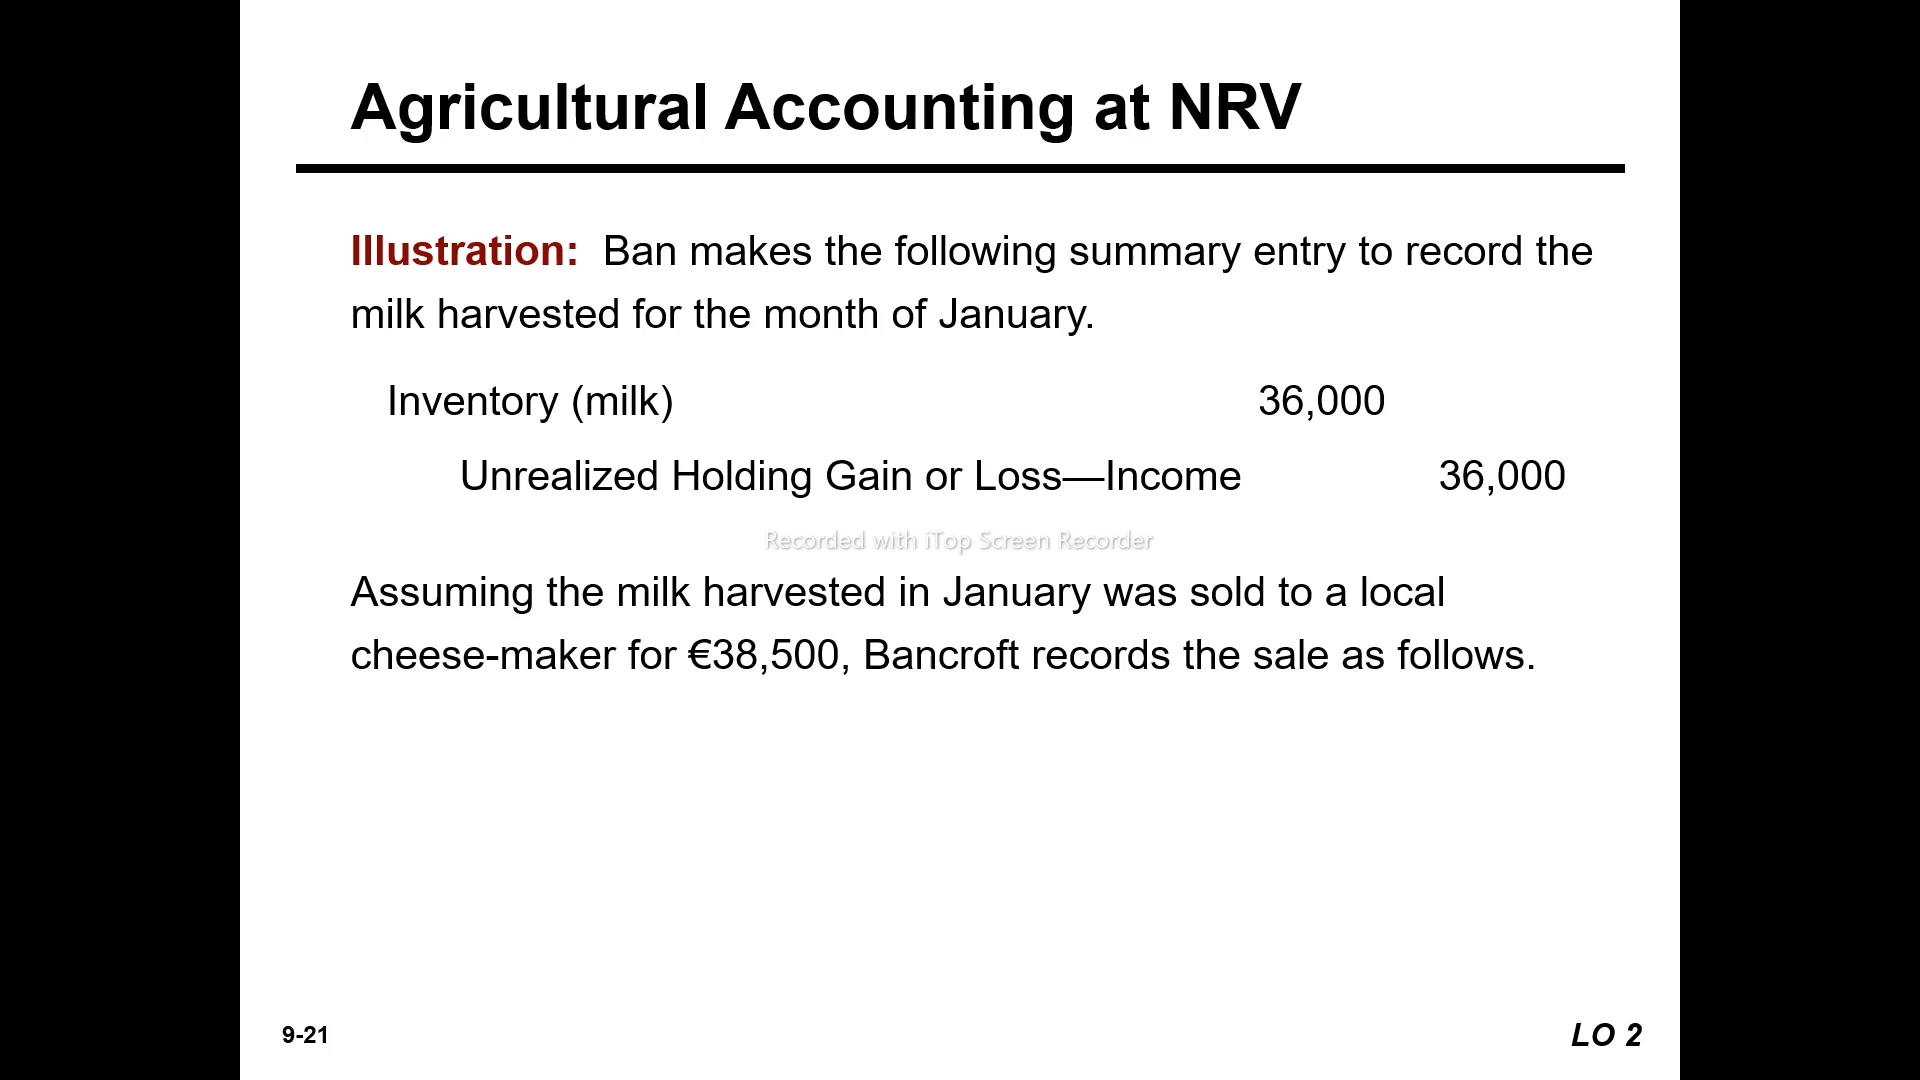 Agricultural Accounting at NRV
Illustration: Ban makes the following summary entry to record the
milk harvested for the month of January.
Inventory (milk) 36,000
Unrealized Holding Gain or Loss—Income 36,000
Recorded with iTop Screen Recorder
Assuming the milk harvested in January was sold to a local
cheese-maker for €38,500, Bancroft records the sale as follows.
9-21 LO 2